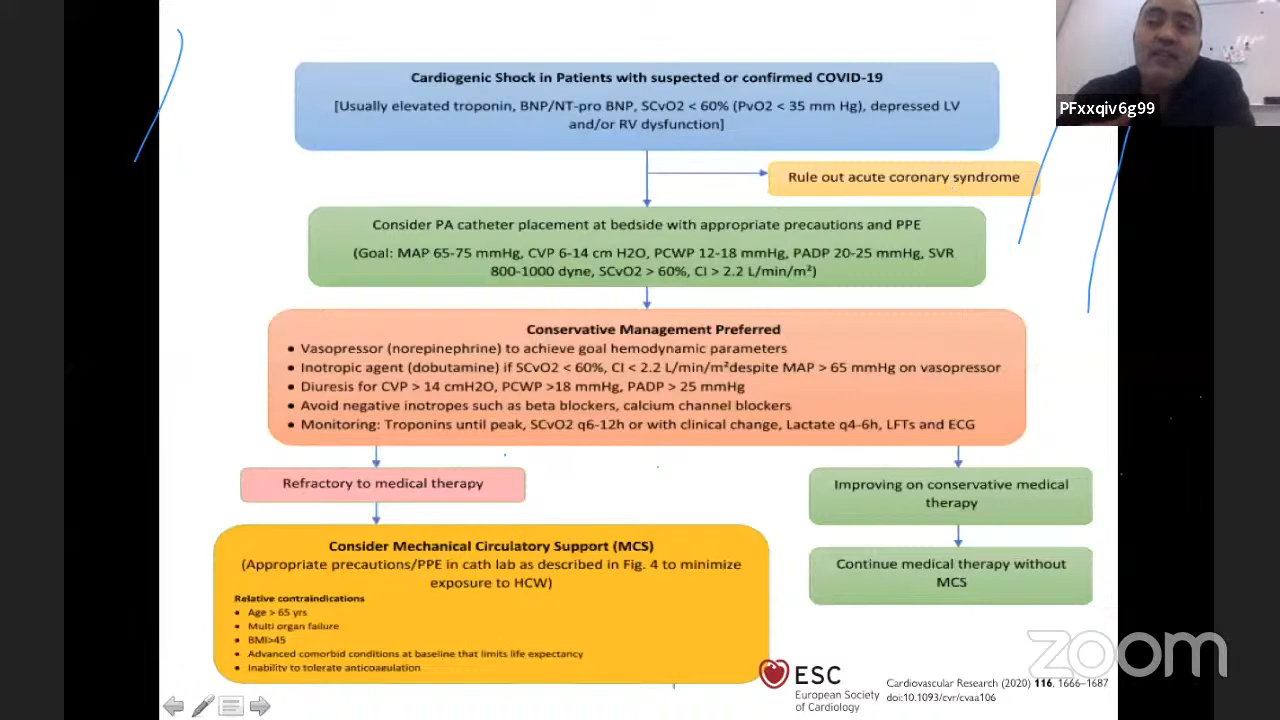 Cardiogenic Shock in Patients with suspected or confirmed COVID-19
[Usually elevated troponin, BNP/NT-pro BNP, SCvO2 < 60% (PvO2 < 35 mm Hg), depressed LV
and/or RV dysfunction]
PFxxqiv6g99
Rule out acute coronary syndrome
Consider PA catheter placement at bedside with appropriate precautions and PPE
(Goal: MAP 65-75 mmHg, CVP 6-14 cm H2O, PCWP 12-18 mmHg, PADP 20-25 mmHg, SVR
800-1000 dyne, SCvO2 > 60%, CI > 2.2 L/min/m²)
Conservative Management Preferred
• Vasopressor (norepinephrine) to achieve goal hemodynamic parameters
• Inotropic agent (dobutamine) if SCvO2 < 60%, CI < 2.2 L/min/m²despite MAP > 65 mmHg on vasopressor
• Diuresis for CVP > 14 cmH2O, PCWP >18 mmHg, PADP > 25 mmHg
• Avoid negative inotropes such as beta blockers, calcium channel blockers
• Monitoring: Troponins until peak, SCvO2 q6-12h or with clinical change, Lactate q4-6h, LFTs and ECG
Refractory to medical therapy
Consider Mechanical Circulatory Support (MCS)
(Appropriate precautions/PPE in cath lab as described in Fig. 4 to minimize
exposure to HCW)
Relative contraindications
• Age > 65 yrs
• Multi organ failure
• BMI>45
• Advanced comorbid conditions at baseline that limits life expectancy
• Inability to tolerate anticoagulation
Improving on conservative medical
therapy
Continue medical therapy without
MCS
zoom
ESC
European Society
of Cardiology
Cardiovascular Research (2020) 116, 1666–1687
doi:10.1093/cvr/cvaa106